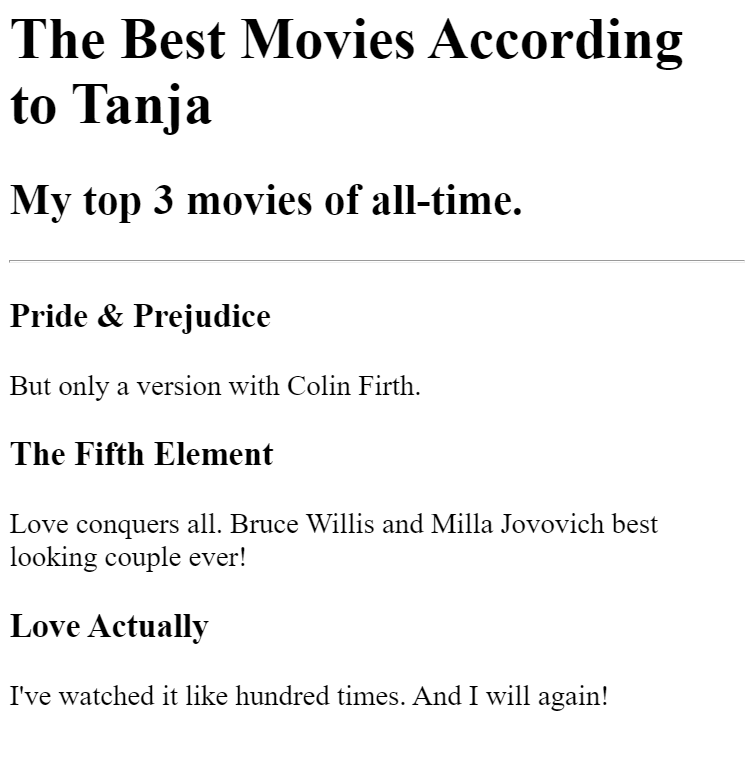 The Best Movies According
to Tanja
My top 3 movies of all-time.
Pride & Prejudice
But only a version with Colin Firth.
The Fifth Element
Love conquers all. Bruce Willis and Milla Jovovich best
looking couple ever!
Love Actually
I've watched it like hundred times. And I will again!